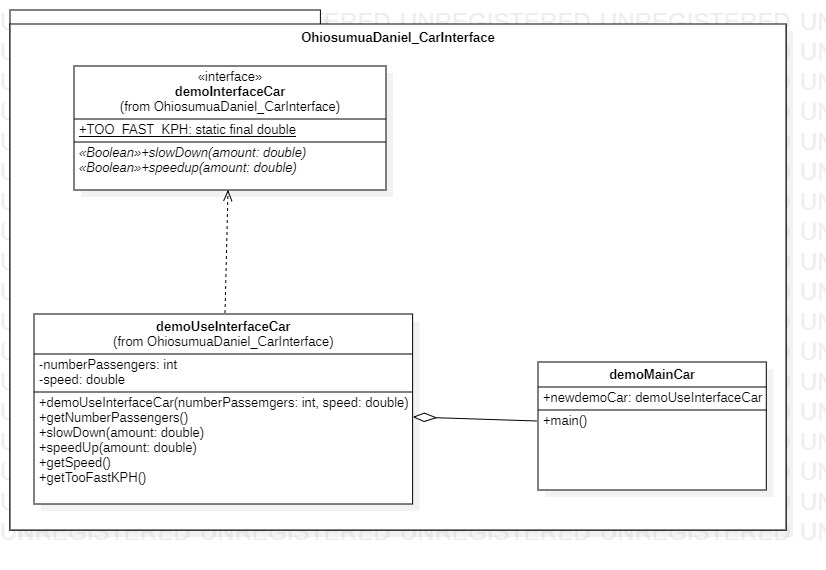 OhiosumuaDaniel_CarInterface
«interface»
demoInterfaceCar
(from OhiosumuaDaniel_CarInterface)
+TOO_FAST_KPH: static final double
«Boolean»+slowDown(amount: double)
«Boolean»+speedup(amount: double)
demoUseInterfaceCar
(from OhiosumuaDaniel_CarInterface)
-numberPassengers: int
-speed: double
+demoUseInterfaceCar(numberPassemgers: int, speed: double)
+getNumberPassengers()
+slowDown(amount: double)
+speedUp(amount: double)
+getSpeed()
+getTooFastKPH()
demoMainCar
+newdemoCar: demoUseInterfaceCar
+main()
UNREGISTERED UNREGISTERED UNREGISTERED UNREGISTERED